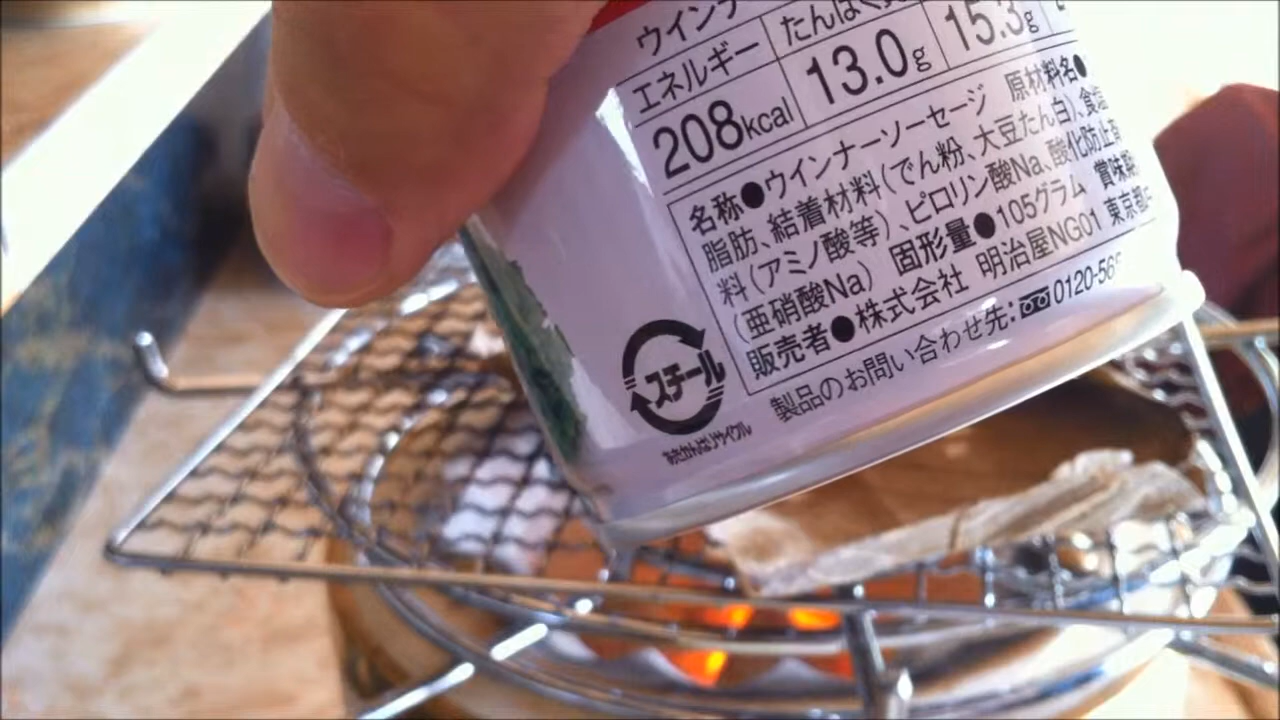 ウインナ
エネルギー たんぱく
208kcal 13.0g 15.3g
名称●ウインナーソーセージ 原材料名●
脂肪、結着材料(でん粉、大豆たん白)、食塩
料(アミノ酸等)、ピロリン酸Na、酸化防止剤
(亜硝酸Na) 固形量●105グラム 賞味期
販売者●株式会社 明治屋NG01 東京都
製品のお問い合わせ先:0120-565
スチール
あきかんはリサイクル